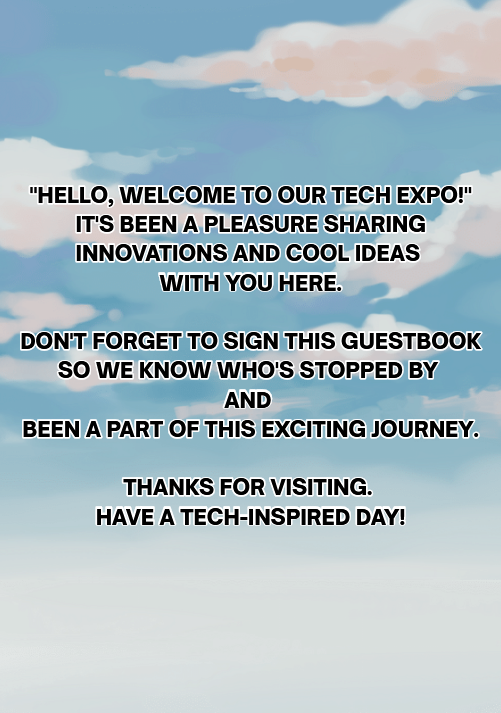 "HELLO, WELCOME TO OUR TECH EXPO!"
IT'S BEEN A PLEASURE SHARING
INNOVATIONS AND COOL IDEAS
WITH YOU HERE.
DON'T FORGET TO SIGN THIS GUESTBOOK
SO WE KNOW WHO'S STOPPED BY
AND
BEEN A PART OF THIS EXCITING JOURNEY.
THANKS FOR VISITING.
HAVE A TECH-INSPIRED DAY!